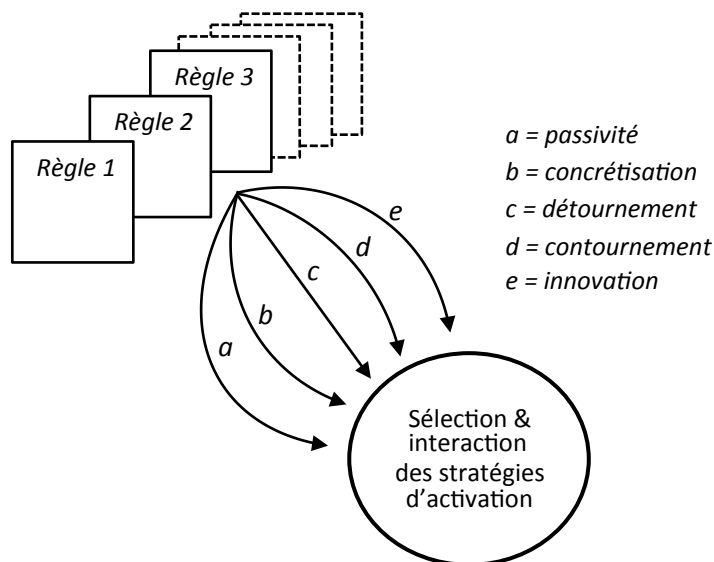 Règle 3
Règle 2
Règle 1
a = passivité
b = concrétisation
c = détournement
d = contournement
e = innovation
e
d
c
b
a
Sélection &
interaction
des stratégies
d'activation